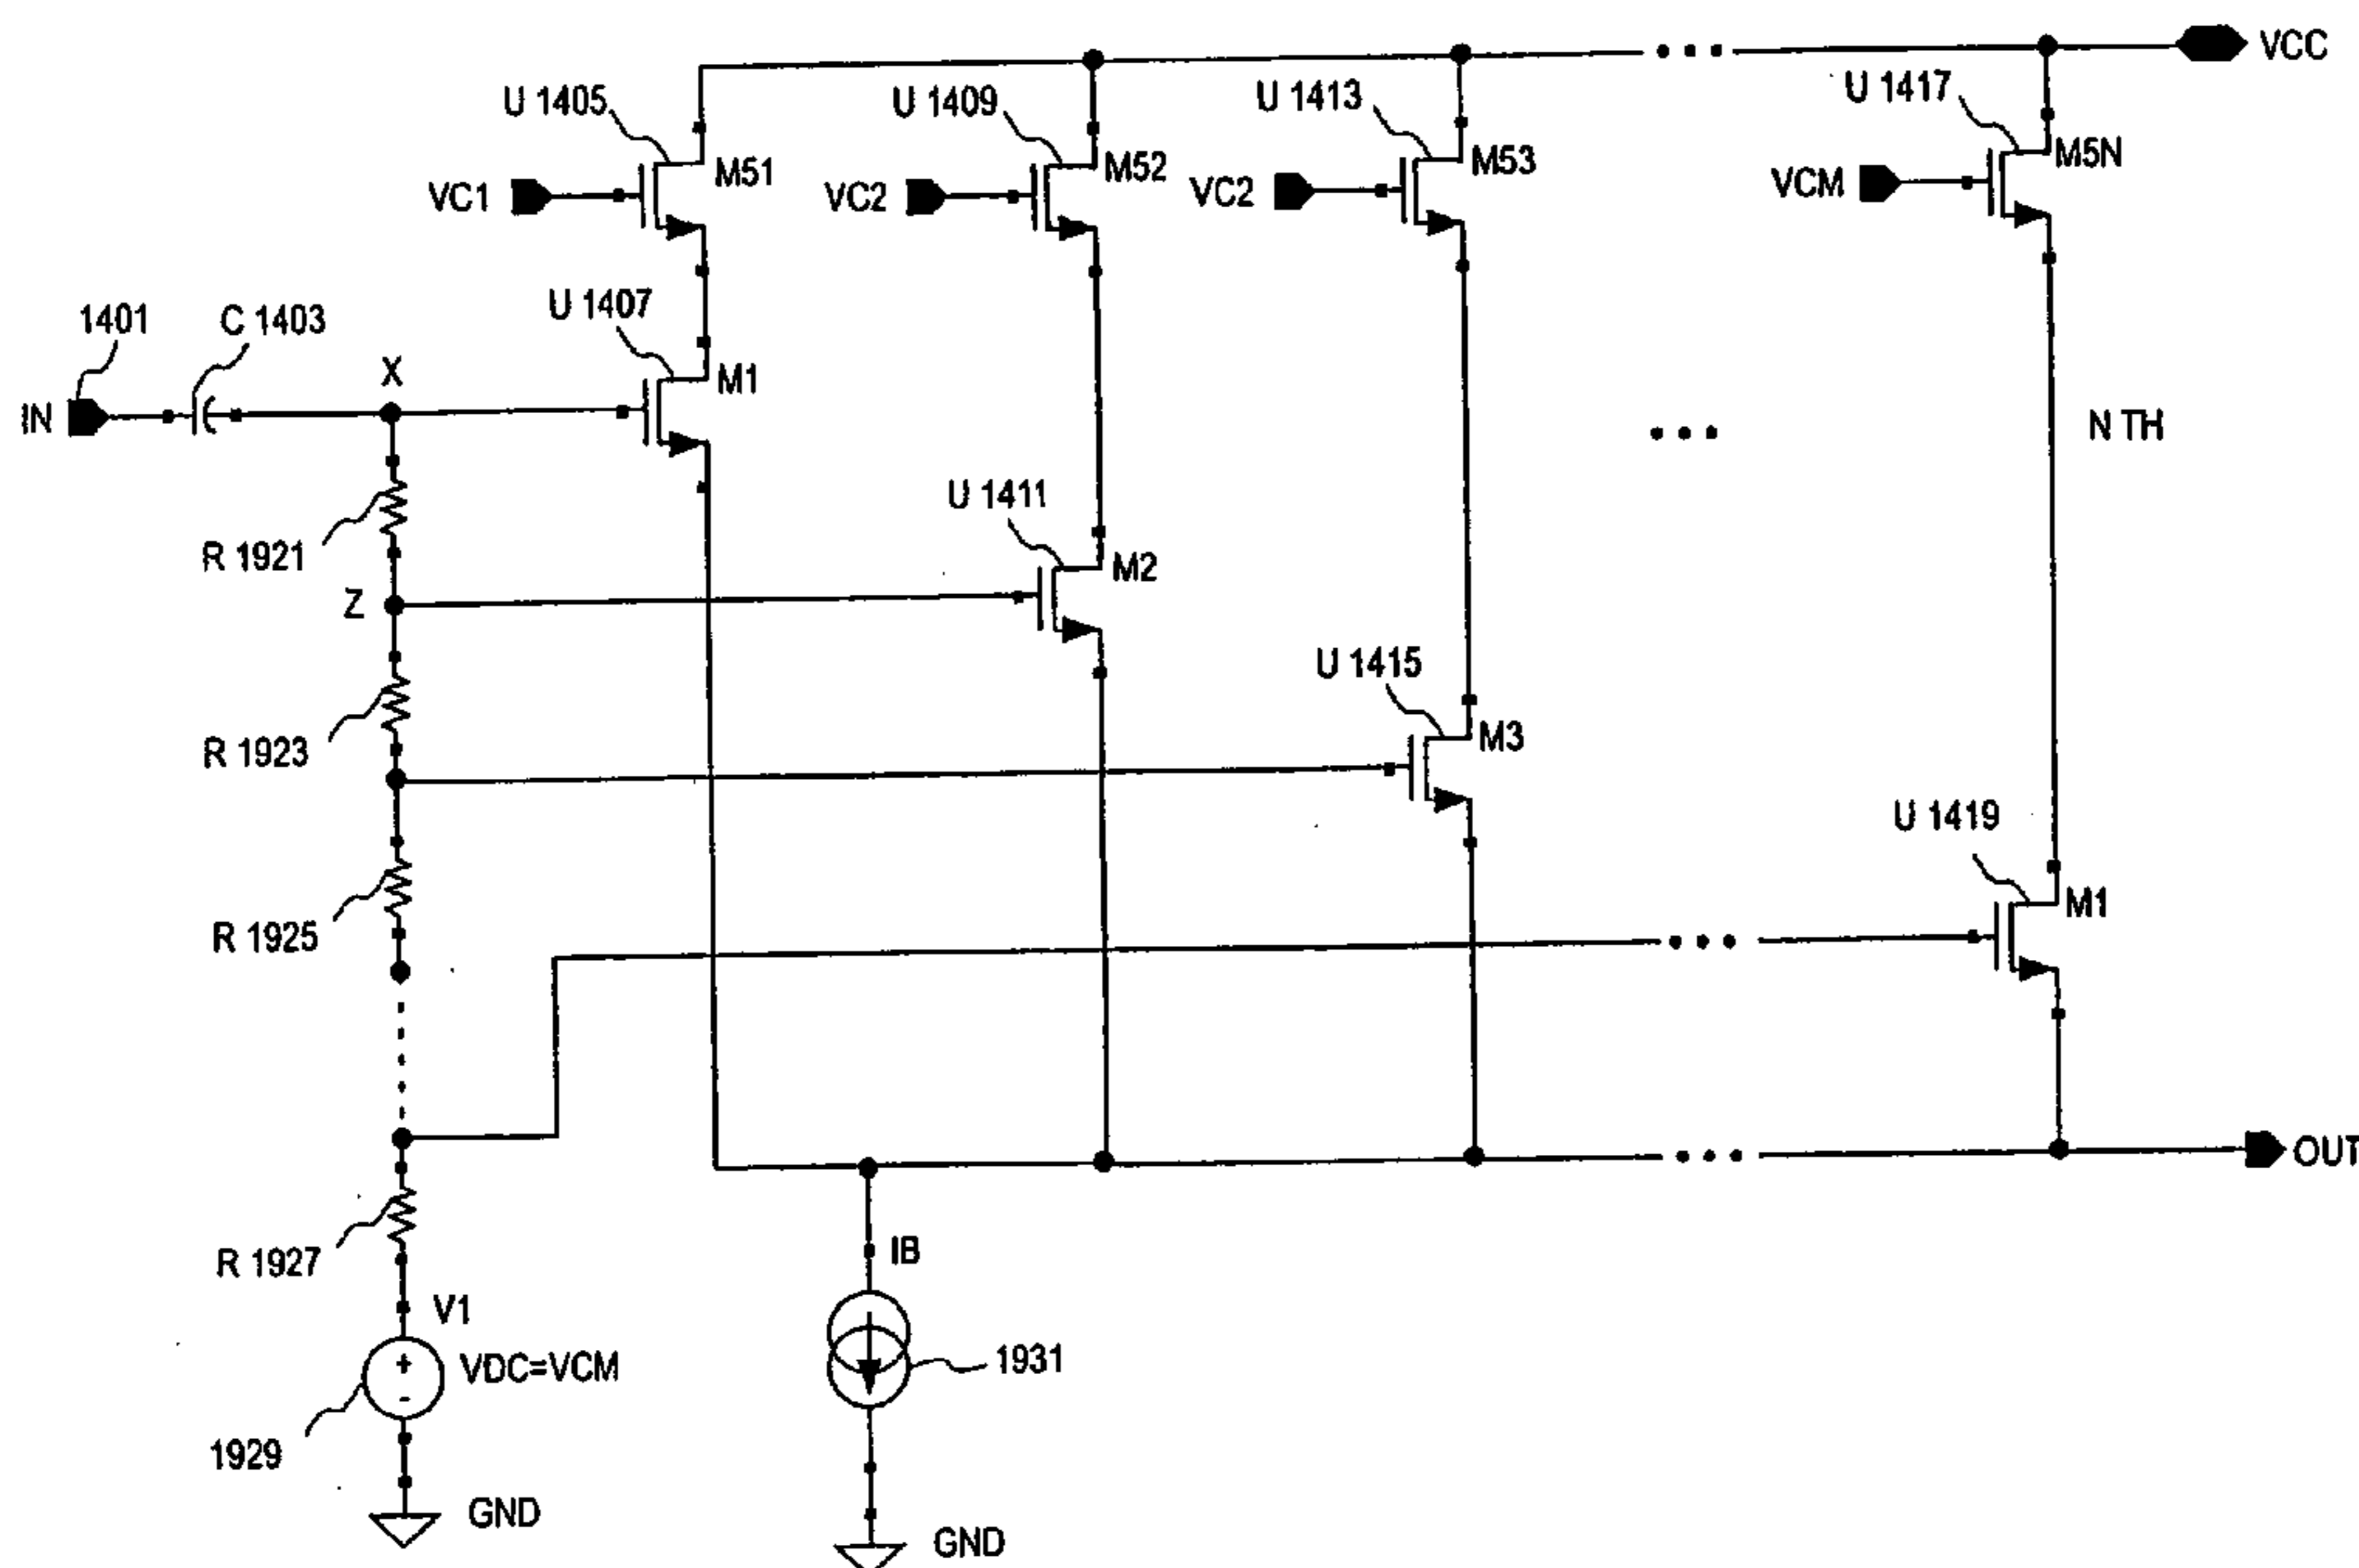 VCC
U 1405
U 1409
U 1413
U 1417
M51
M52
M53
M5N
VC1
VC2
VC2
VCM
1401
C 1403
U 1407
X
M1
IN
N TH
R 1921
U 1411
Z
M2
U 1415
R 1923
M3
U 1419
R 1925
M1
OUT
R 1927
IB
V1
+
VDC=VCM
-
1931
1929
GND
GND